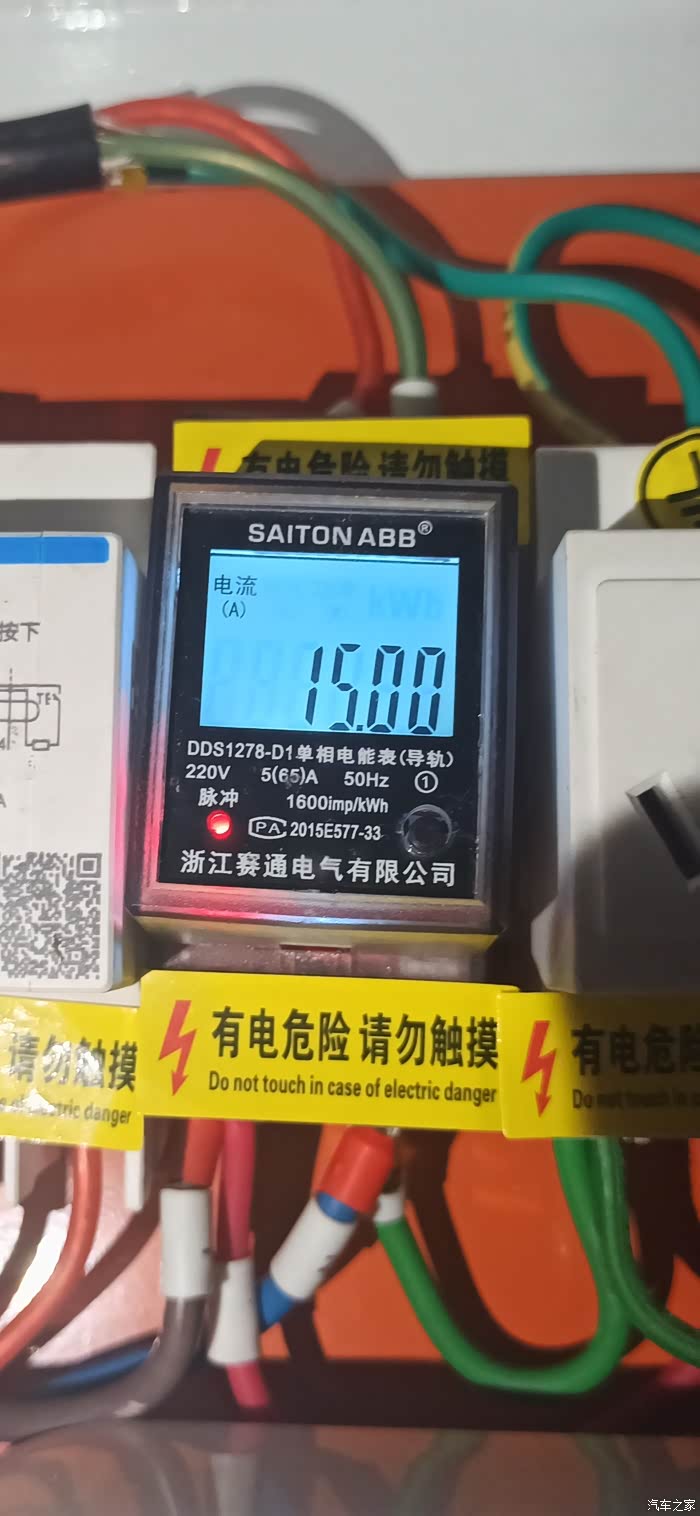 有电危险 请勿触摸
SAITON ABB®
电流
(A)
kWh
15.00
按下
DDS1278-D1单相电能表(导轨)
220V 5(65)A 50Hz ①
脉冲 1600imp/kWh
PA 2015E577-33
浙江赛通电气有限公司
请勿触摸
electric danger
有电危险 请勿触摸
Do not touch in case of electric danger
有电危险
Do not touch in c
汽车之家